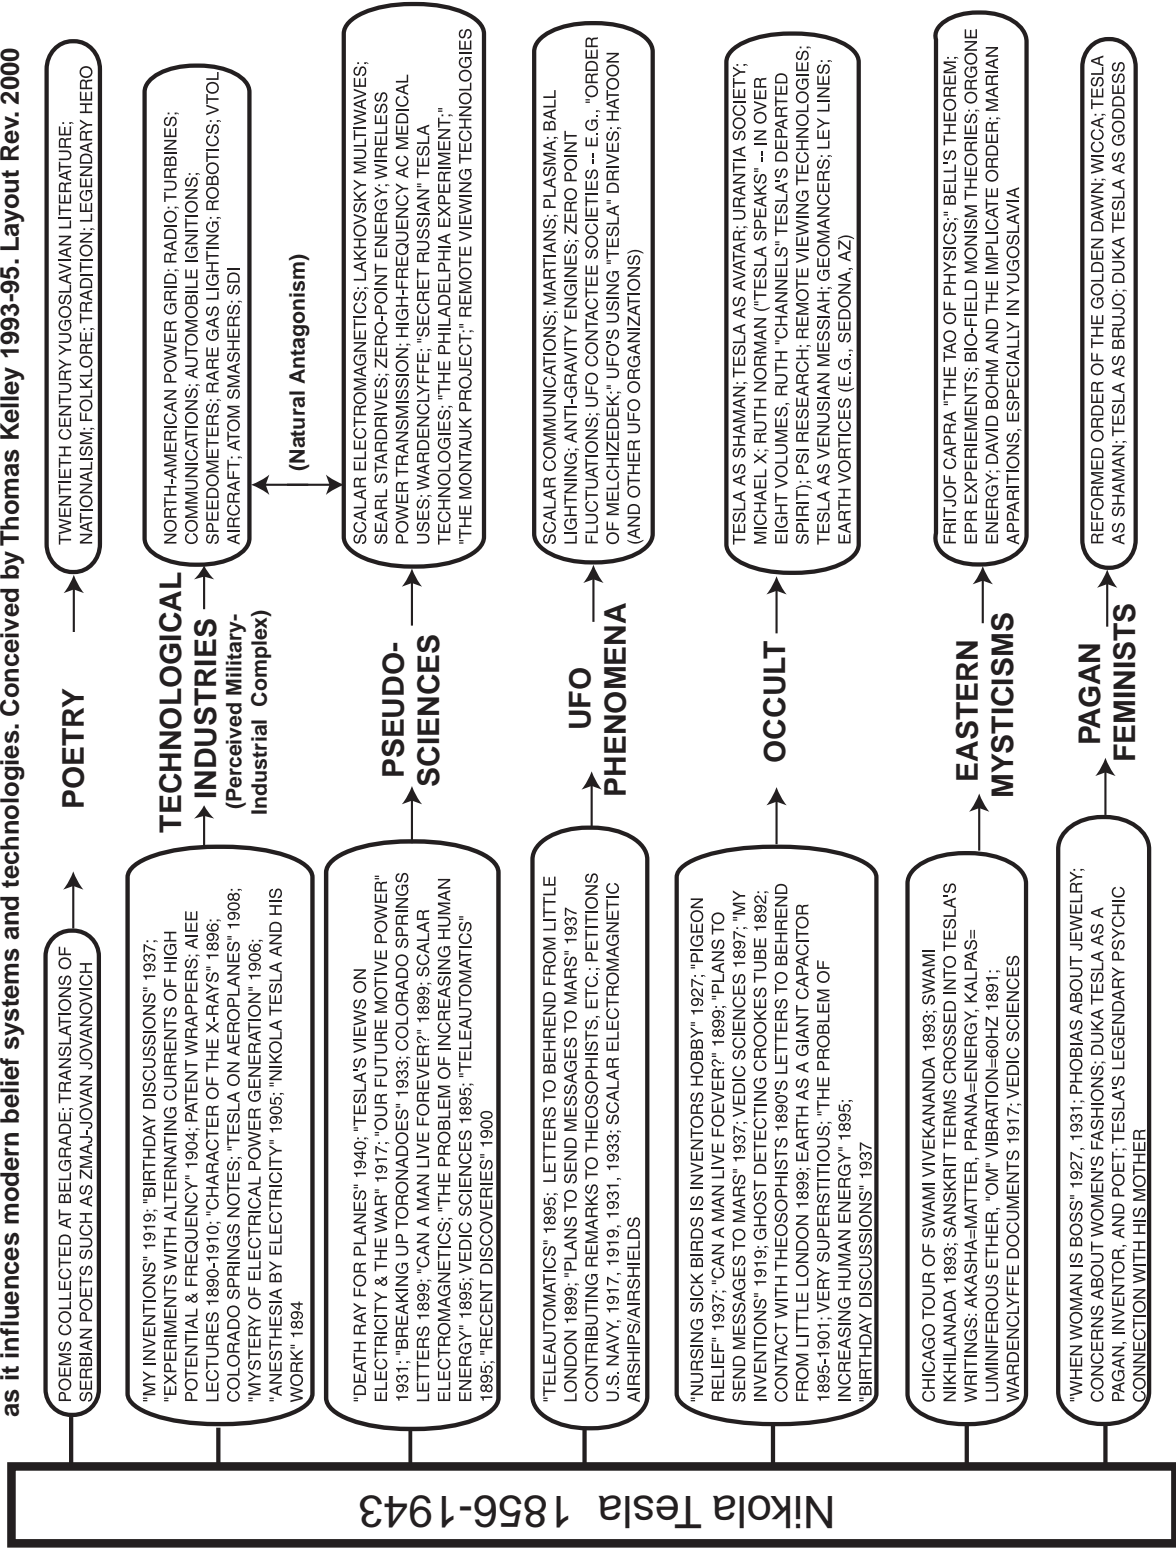 as it influences modern belief systems and technologies. Conceived by Thomas Kelley 1993-95. Layout Rev. 2000
Nikola Tesla 1856-1943
POEMS COLLECTED AT BELGRADE; TRANSLATIONS OF
SERBIAN POETS SUCH AS ZMAJ-JOVAN JOVANOVICH
POETRY
TWENTIETH CENTURY YUGOSLAVIAN LITERATURE;
NATIONALISM; FOLKLORE; TRADITION; LEGENDARY HERO
"MY INVENTIONS" 1919; "BIRTHDAY DISCUSSIONS" 1937;
"EXPERIMENTS WITH ALTERNATING CURRENTS OF HIGH
POTENTIAL & FREQUENCY" 1904; PATENT WRAPPERS; AIEE
LECTURES 1890-1910; "CHARACTER OF THE X-RAYS" 1896;
COLORADO SPRINGS NOTES; "TESLA ON AEROPLANES" 1908;
"MYSTERY OF ELECTRICAL POWER GENERATION" 1906;
"ANESTHESIA BY ELECTRICITY" 1905; "NIKOLA TESLA AND HIS
WORK" 1894
TECHNOLOGICAL
INDUSTRIES
(Perceived Military-
Industrial Complex)
NORTH-AMERICAN POWER GRID; RADIO; TURBINES;
COMMUNICATIONS; AUTOMOBILE IGNITIONS;
SPEEDOMETERS; RARE GAS LIGHTING; ROBOTICS; VTOL
AIRCRAFT; ATOM SMASHERS; SDI
(Natural Antagonism)
"DEATH RAY FOR PLANES" 1940; "TESLA'S VIEWS ON
ELECTRICITY & THE WAR" 1917; "OUR FUTURE MOTIVE POWER"
1931; "BREAKING UP TORONADOES" 1933; COLORADO SPRINGS
LETTERS 1899; "CAN A MAN LIVE FOREVER?" 1899; SCALAR
ELECTROMAGNETICS; "THE PROBLEM OF INCREASING HUMAN
ENERGY" 1895; VEDIC SCIENCES 1895; "TELEAUTOMATICS"
1895; "RECENT DISCOVERIES" 1900
PSEUDO-
SCIENCES
SCALAR ELECTROMAGNETICS; LAKHOVSKY MULTIWAVES;
SEARL STARDRIVES; ZERO-POINT ENERGY; WIRELESS
POWER TRANSMISSION; HIGH-FREQUENCY AC MEDICAL
USES; WARDENCLYFFE; "SECRET RUSSIAN" TESLA
TECHNOLOGIES; "THE PHILADELPHIA EXPERIMENT;"
"THE MONTAUK PROJECT;" REMOTE VIEWING TECHNOLOGIES
"TELEAUTOMATICS" 1895; LETTERS TO BEHREND FROM LITTLE
LONDON 1899; "PLANS TO SEND MESSAGES TO MARS" 1937
CONTRIBUTING REMARKS TO THEOSOPHISTS, ETC.; PETITIONS
U.S. NAVY, 1917, 1919, 1931, 1933; SCALAR ELECTROMAGNETIC
AIRSHIPS/AIRSHIELDS
UFO
PHENOMENA
SCALAR COMMUNICATIONS; MARTIANS; PLASMA; BALL
LIGHTNING; ANTI-GRAVITY ENGINES; ZERO POINT
FLUCTUATIONS; UFO CONTACTEE SOCIETIES -- E.G., "ORDER
OF MELCHIZEDEK;" UFO'S USING "TESLA" DRIVES; HATOON
(AND OTHER UFO ORGANIZATIONS)
"NURSING SICK BIRDS IS INVENTORS HOBBY" 1927; "PIGEON
RELIEF" 1937; "CAN A MAN LIVE FOEVER?" 1899; "PLANS TO
SEND MESSAGES TO MARS" 1937; VEDIC SCIENCES 1897; "MY
INVENTIONS" 1919; GHOST DETECTING CROOKES TUBE 1892;
CONTACT WITH THEOSOPHISTS 1890'S LETTERS TO BEHREND
FROM LITTLE LONDON 1899; EARTH AS A GIANT CAPACITOR
1895-1901; VERY SUPERSTITIOUS; "THE PROBLEM OF
INCREASING HUMAN ENERGY" 1895;
"BIRTHDAY DISCUSSIONS" 1937
OCCULT
TESLA AS SHAMAN; TESLA AS AVATAR; URANTIA SOCIETY;
MICHAEL X; RUTH NORMAN ("TESLA SPEAKS" -- IN OVER
EIGHT VOLUMES, RUTH "CHANNELS" TESLA'S DEPARTED
SPIRIT); PSI RESEARCH; REMOTE VIEWING TECHNOLOGIES;
TESLA AS VENUSIAN MESSIAH; GEOMANCERS; LEY LINES;
EARTH VORTICES (E.G., SEDONA, AZ)
CHICAGO TOUR OF SWAMI VIVEKANANDA 1893; SWAMI
NIKHILANADA 1893; SANSKRIT TERMS CROSSED INTO TESLA'S
WRITINGS: AKASHA=MATTER, PRANA=ENERGY, KALPAS=
LUMINIFEROUS ETHER, "OM" VIBRATION=60HZ 1891;
WARDENCLYFFE DOCUMENTS 1917; VEDIC SCIENCES
EASTERN
MYSTICISMS
FRITJOF CAPRA "THE TAO OF PHYSICS;" BELL'S THEOREM;
EPR EXPERIEMENTS; BIO-FIELD MONISM THEORIES; ORGONE
ENERGY; DAVID BOHM AND THE IMPLICATE ORDER; MARIAN
APPARITIONS, ESPECIALLY IN YUGOSLAVIA
"WHEN WOMAN IS BOSS" 1927, 1931; PHOBIAS ABOUT JEWELRY;
CONCERNS ABOUT WOMEN'S FASHIONS; DUKA TESLA AS A
PAGAN, INVENTOR, AND POET; TESLA'S LEGENDARY PSYCHIC
CONNECTION WITH HIS MOTHER
PAGAN
FEMINISTS
REFORMED ORDER OF THE GOLDEN DAWN; WICCA; TESLA
AS SHAMAN; TESLA AS BRUJO; DUKA TESLA AS GODDESS